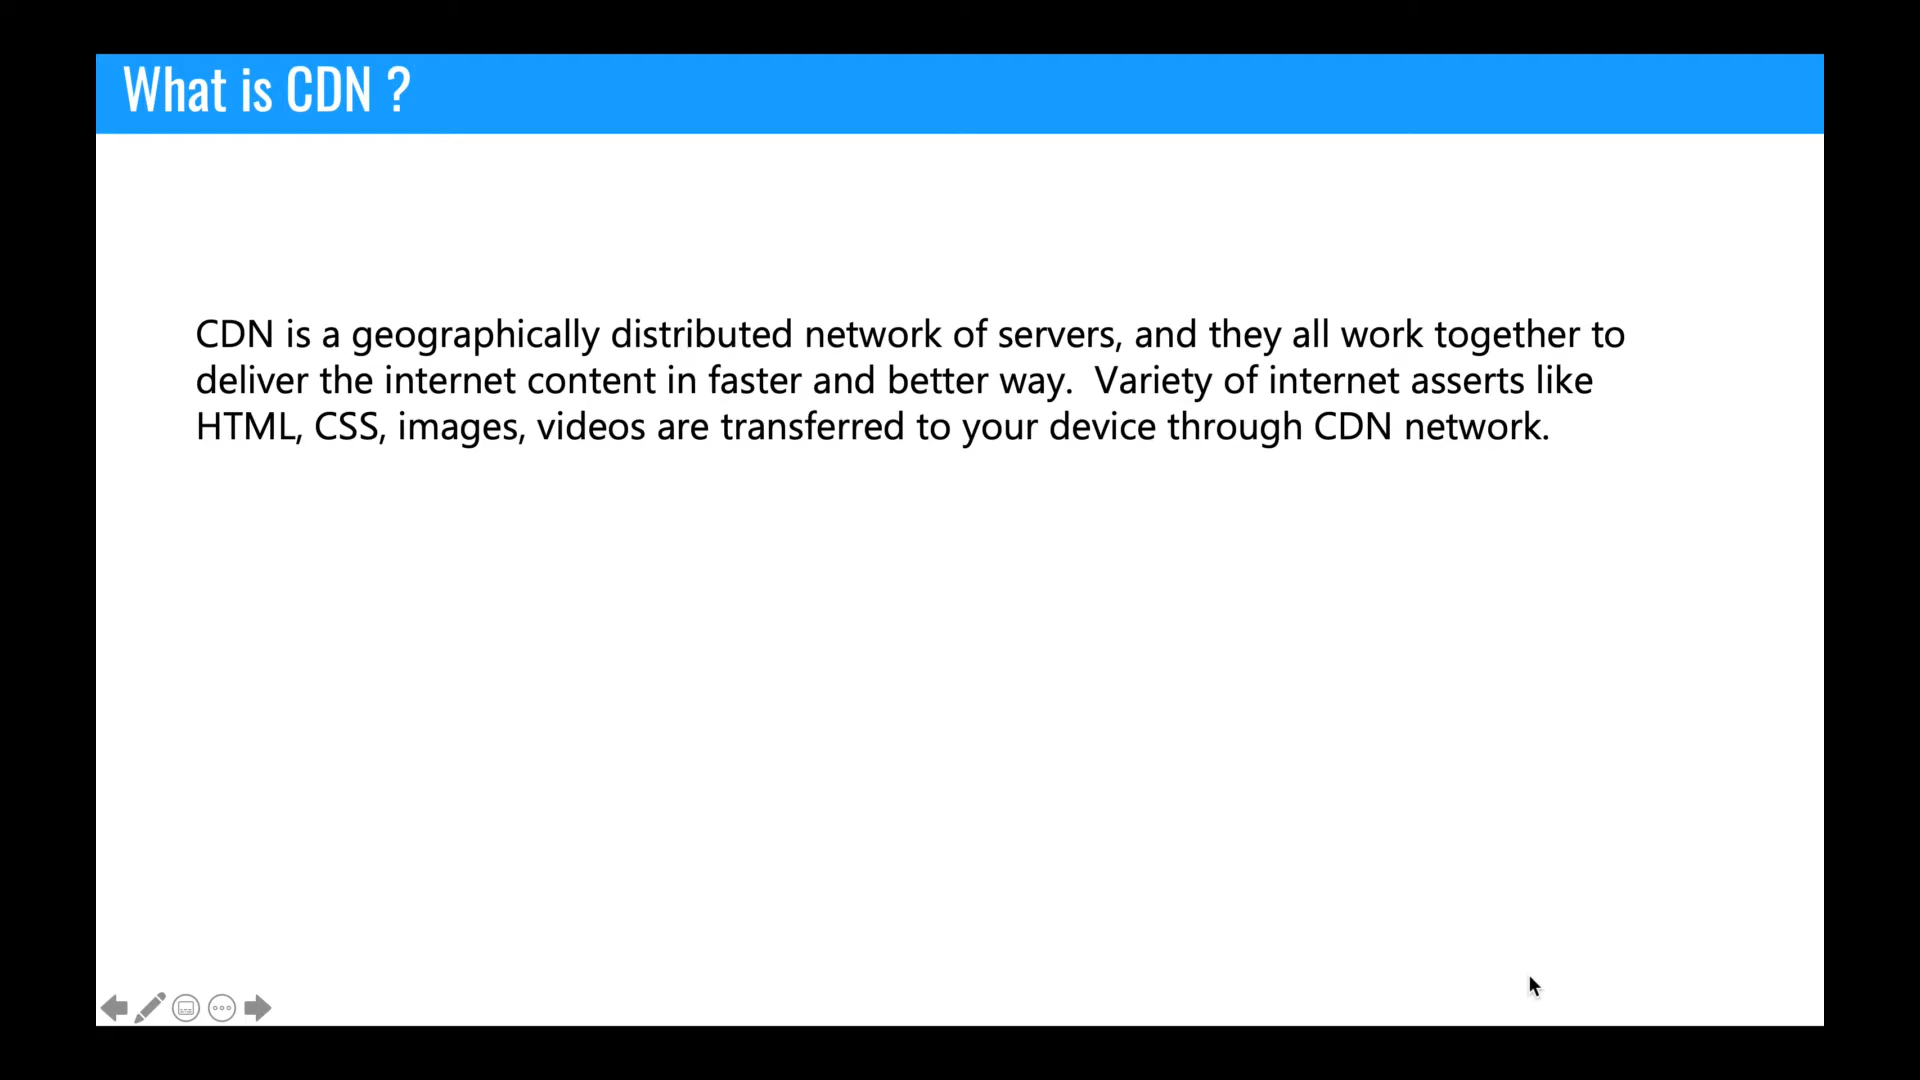 What is CDN ?
CDN is a geographically distributed network of servers, and they all work together to
deliver the internet content in faster and better way.  Variety of internet asserts like
HTML, CSS, images, videos are transferred to your device through CDN network.